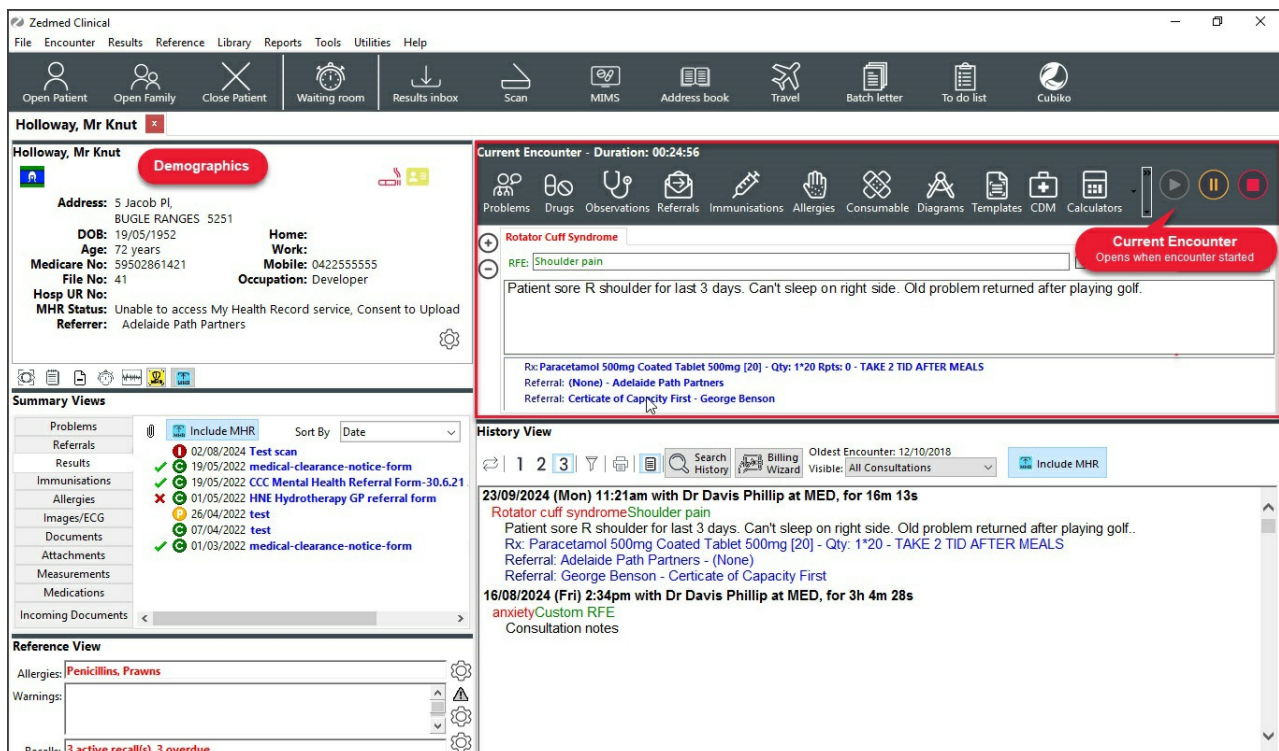 Zedmed Clinical
File Encounter Results Reference Library Reports Tools Utilities Help
Open Patient Open Family Close Patient Waiting room Results inbox Scan MIMS Address book Travel Batch letter To do list Cubiko
Holloway, Mr Knut x
Holloway, Mr Knut
Demographics
Address: 5 Jacob Pl,
BUGLE RANGES 5251
DOB: 19/05/1952 Home:
Age: 72 years Work:
Medicare No: 59502861421 Mobile: 0422555555
File No: 41 Occupation: Developer
Hosp UR No:
MHR Status: Unable to access My Health Record service, Consent to Upload
Referrer: Adelaide Path Partners
Summary Views
Problems
Referrals
Results
Immunisations
Allergies
Images/ECG
Documents
Attachments
Measurements
Medications
Incoming Documents
Include MHR Sort By Date
02/08/2024 Test scan
19/05/2022 medical-clearance-notice-form
19/05/2022 CCC Mental Health Referral Form-30.6.21
01/05/2022 HNE Hydrotherapy GP referral form
26/04/2022 test
07/04/2022 test
01/03/2022 medical-clearance-notice-form
Reference View
Allergies: Penicillins, Prawns
Warnings:
Recalls: 3 active recall(s), 3 overdue
Current Encounter - Duration: 00:24:56
Problems Drugs Observations Referrals Immunisations Allergies Consumable Diagrams Templates CDM Calculators
Current Encounter
Opens when encounter started
Rotator Cuff Syndrome
RFE: Shoulder pain
Patient sore R shoulder for last 3 days. Can't sleep on right side. Old problem returned after playing golf.
Rx: Paracetamol 500mg Coated Tablet 500mg [20] - Qty: 1*20 Rpts: 0 - TAKE 2 TID AFTER MEALS
Referral: (None) - Adelaide Path Partners
Referral: Certicate of Capacity First - George Benson
History View
1 2 3 Search History Billing Wizard Oldest Encounter: 12/10/2018
Visible: All Consultations Include MHR
23/09/2024 (Mon) 11:21am with Dr Davis Phillip at MED, for 16m 13s
Rotator cuff syndromeShoulder pain
Patient sore R shoulder for last 3 days. Can't sleep on right side. Old problem returned after playing golf..
Rx: Paracetamol 500mg Coated Tablet 500mg [20] - Qty: 1*20 - TAKE 2 TID AFTER MEALS
Referral: Adelaide Path Partners - (None)
Referral: George Benson - Certicate of Capacity First
16/08/2024 (Fri) 2:34pm with Dr Davis Phillip at MED, for 3h 4m 28s
anxietyCustom RFE
Consultation notes